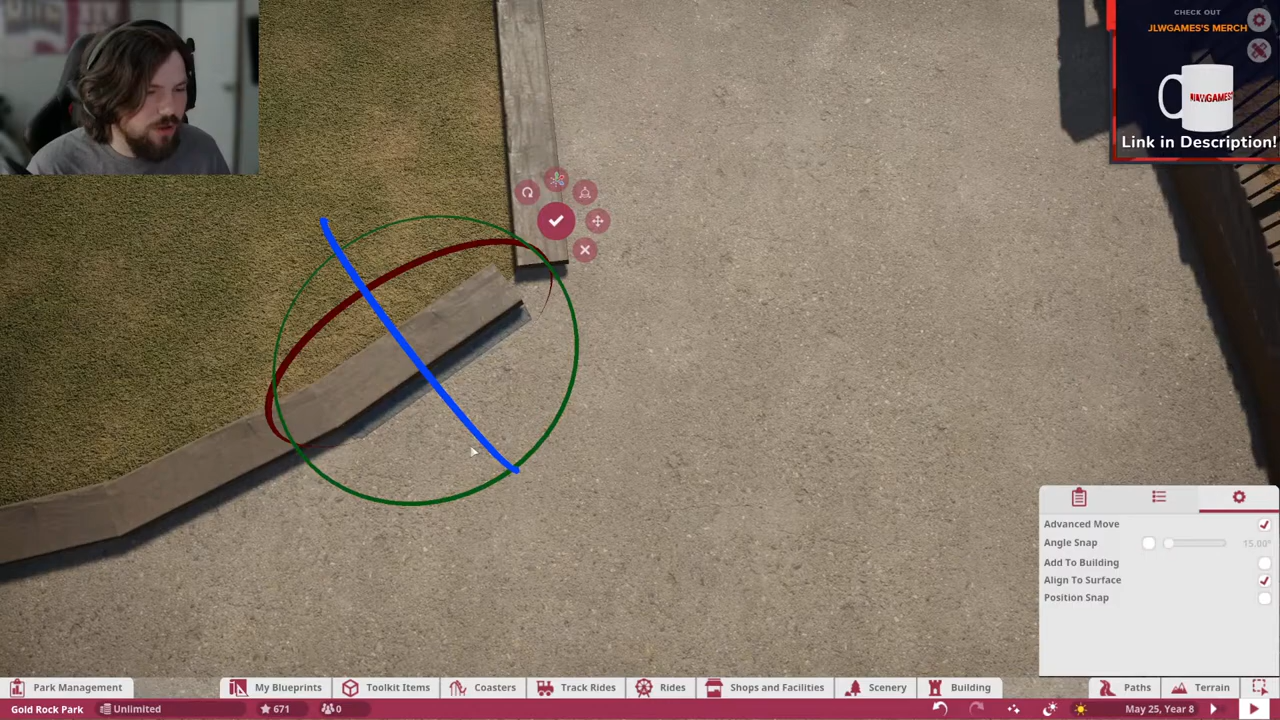 CHECK OUT
JLWGAMES'S MERCH
JLWGAMES
Link in Description!
Advanced Move
Angle Snap 15.00°
Add To Building
Align To Surface
Position Snap
Park Management
My Blueprints
Toolkit Items
Coasters
Track Rides
Rides
Shops and Facilities
Scenery
Building
Paths
Terrain
Gold Rock Park
Unlimited
671
0
May 25, Year 8